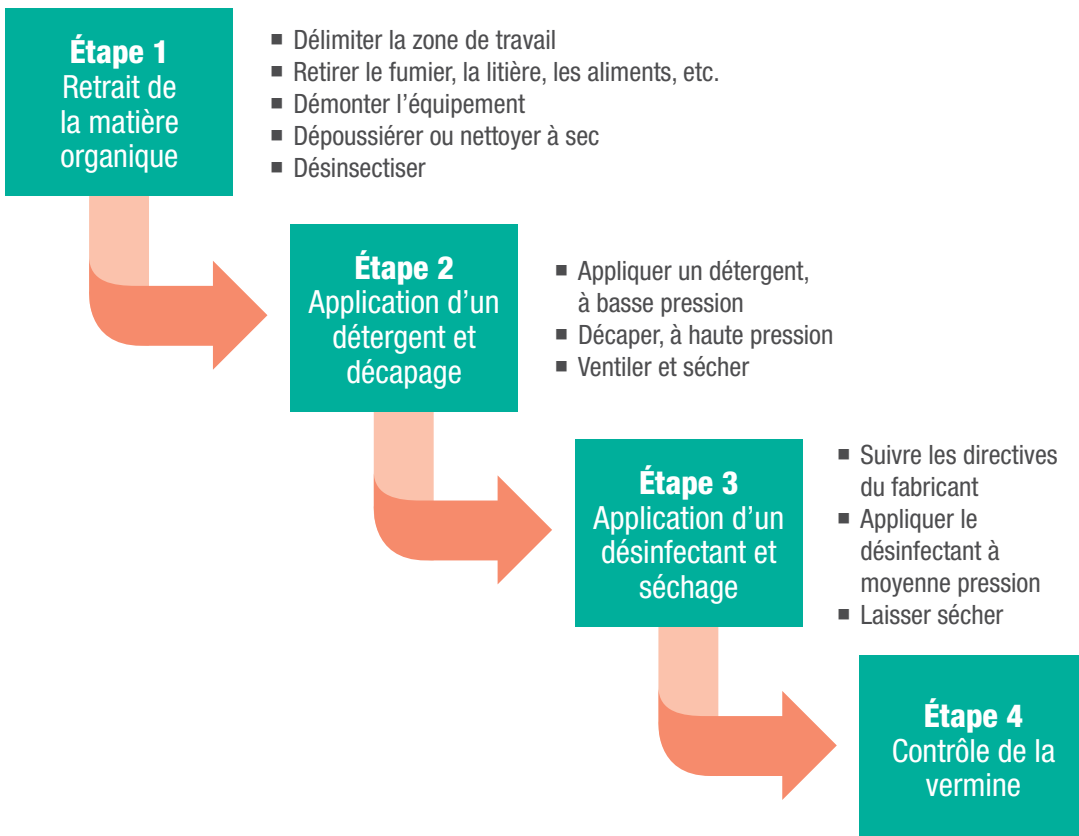 Étape 1
Retrait de
la matière
organique
■ Délimiter la zone de travail
■ Retirer le fumier, la litière, les aliments, etc.
■ Démonter l’équipement
■ Dépoussiérer ou nettoyer à sec
■ Désinsectiser
Étape 2
Application d’un
détergent et
décapage
■ Appliquer un détergent,
à basse pression
■ Décaper, à haute pression
■ Ventiler et sécher
Étape 3
Application d’un
désinfectant et
séchage
■ Suivre les directives
du fabricant
■ Appliquer le
désinfectant à
moyenne pression
■ Laisser sécher
Étape 4
Contrôle de la
vermine